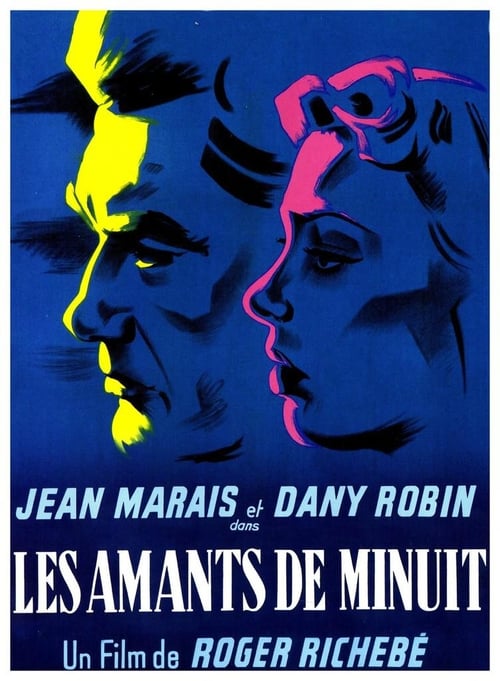 JEAN MARAIS et DANY ROBIN
dans
LES AMANTS DE MINUIT
Un Film de ROGER RICHEBÉ